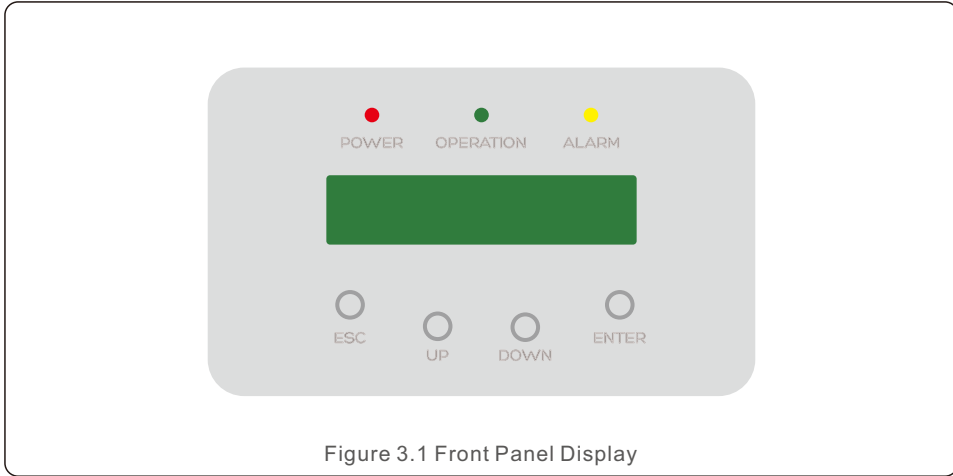 POWER OPERATION ALARM
ESC UP DOWN ENTER
Figure 3.1 Front Panel Display